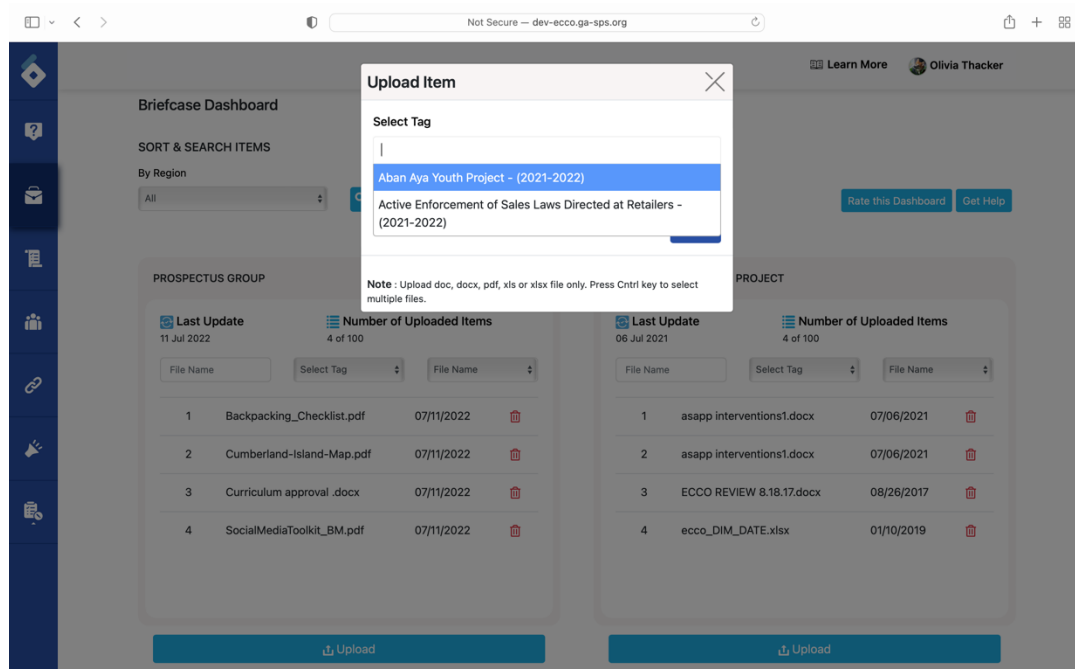 Not Secure — dev-ecco.ga-sps.org
Learn More
Olivia Thacker
Briefcase Dashboard
SORT & SEARCH ITEMS
By Region
All
Rate this Dashboard
Get Help
Upload Item
Select Tag
Aban Aya Youth Project - (2021-2022)
Active Enforcement of Sales Laws Directed at Retailers -
(2021-2022)
Note : Upload doc, docx, pdf, xls or xlsx file only. Press Cntrl key to select
multiple files.
PROSPECTUS GROUP
Last Update
11 Jul 2022
Number of Uploaded Items
4 of 100
File Name
Select Tag
File Name
1 Backpacking_Checklist.pdf 07/11/2022
2 Cumberland-Island-Map.pdf 07/11/2022
3 Curriculum approval .docx 07/11/2022
4 SocialMediaToolkit_BM.pdf 07/11/2022
Upload
PROJECT
Last Update
06 Jul 2021
Number of Uploaded Items
4 of 100
File Name
Select Tag
File Name
1 asapp interventions1.docx 07/06/2021
2 asapp interventions1.docx 07/06/2021
3 ECCO REVIEW 8.18.17.docx 08/26/2017
4 ecco_DIM_DATE.xlsx 01/10/2019
Upload